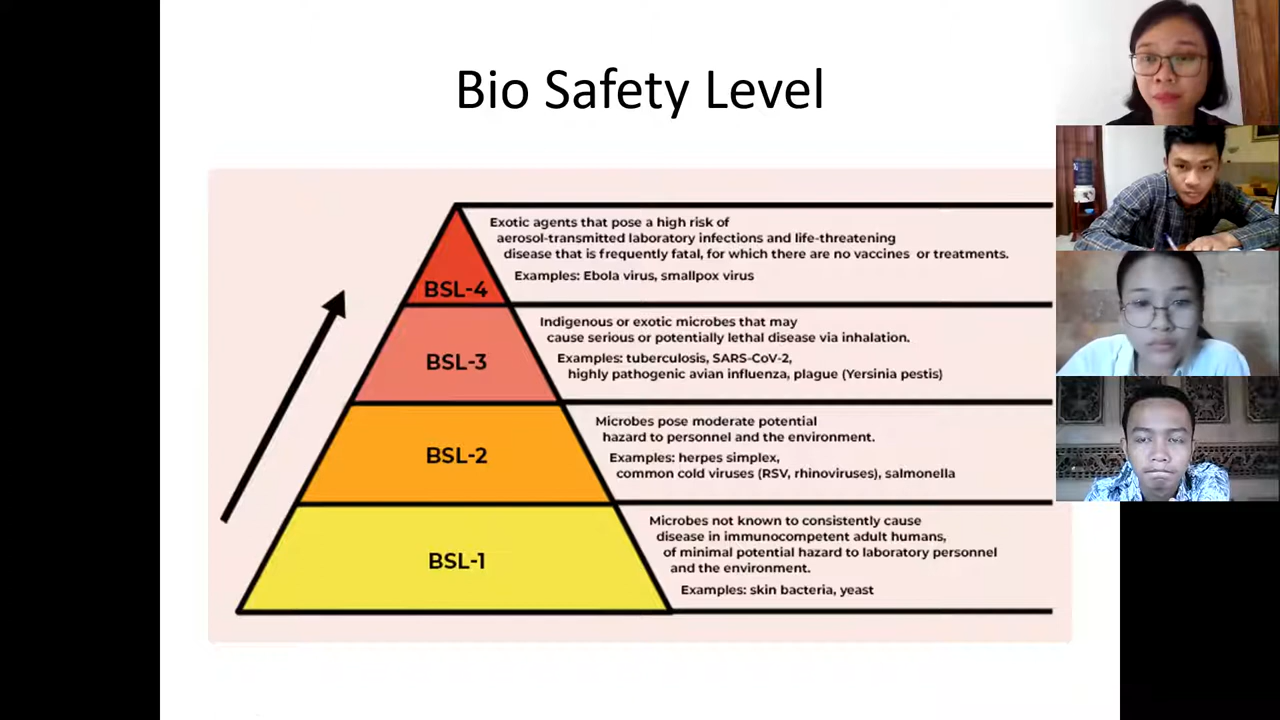 Bio Safety Level
Exotic agents that pose a high risk of
aerosol-transmitted laboratory infections and life-threatening
disease that is frequently fatal, for which there are no vaccines or treatments.
Examples: Ebola virus, smallpox virus
BSL-4
Indigenous or exotic microbes that may
cause serious or potentially lethal disease via inhalation.
Examples: tuberculosis, SARS-CoV-2,
highly pathogenic avian influenza, plague (Yersinia pestis)
BSL-3
Microbes pose moderate potential
hazard to personnel and the environment.
Examples: herpes simplex,
common cold viruses (RSV, rhinoviruses), salmonella
BSL-2
Microbes not known to consistently cause
disease in immunocompetent adult humans,
of minimal potential hazard to laboratory personnel
and the environment.
Examples: skin bacteria, yeast
BSL-1